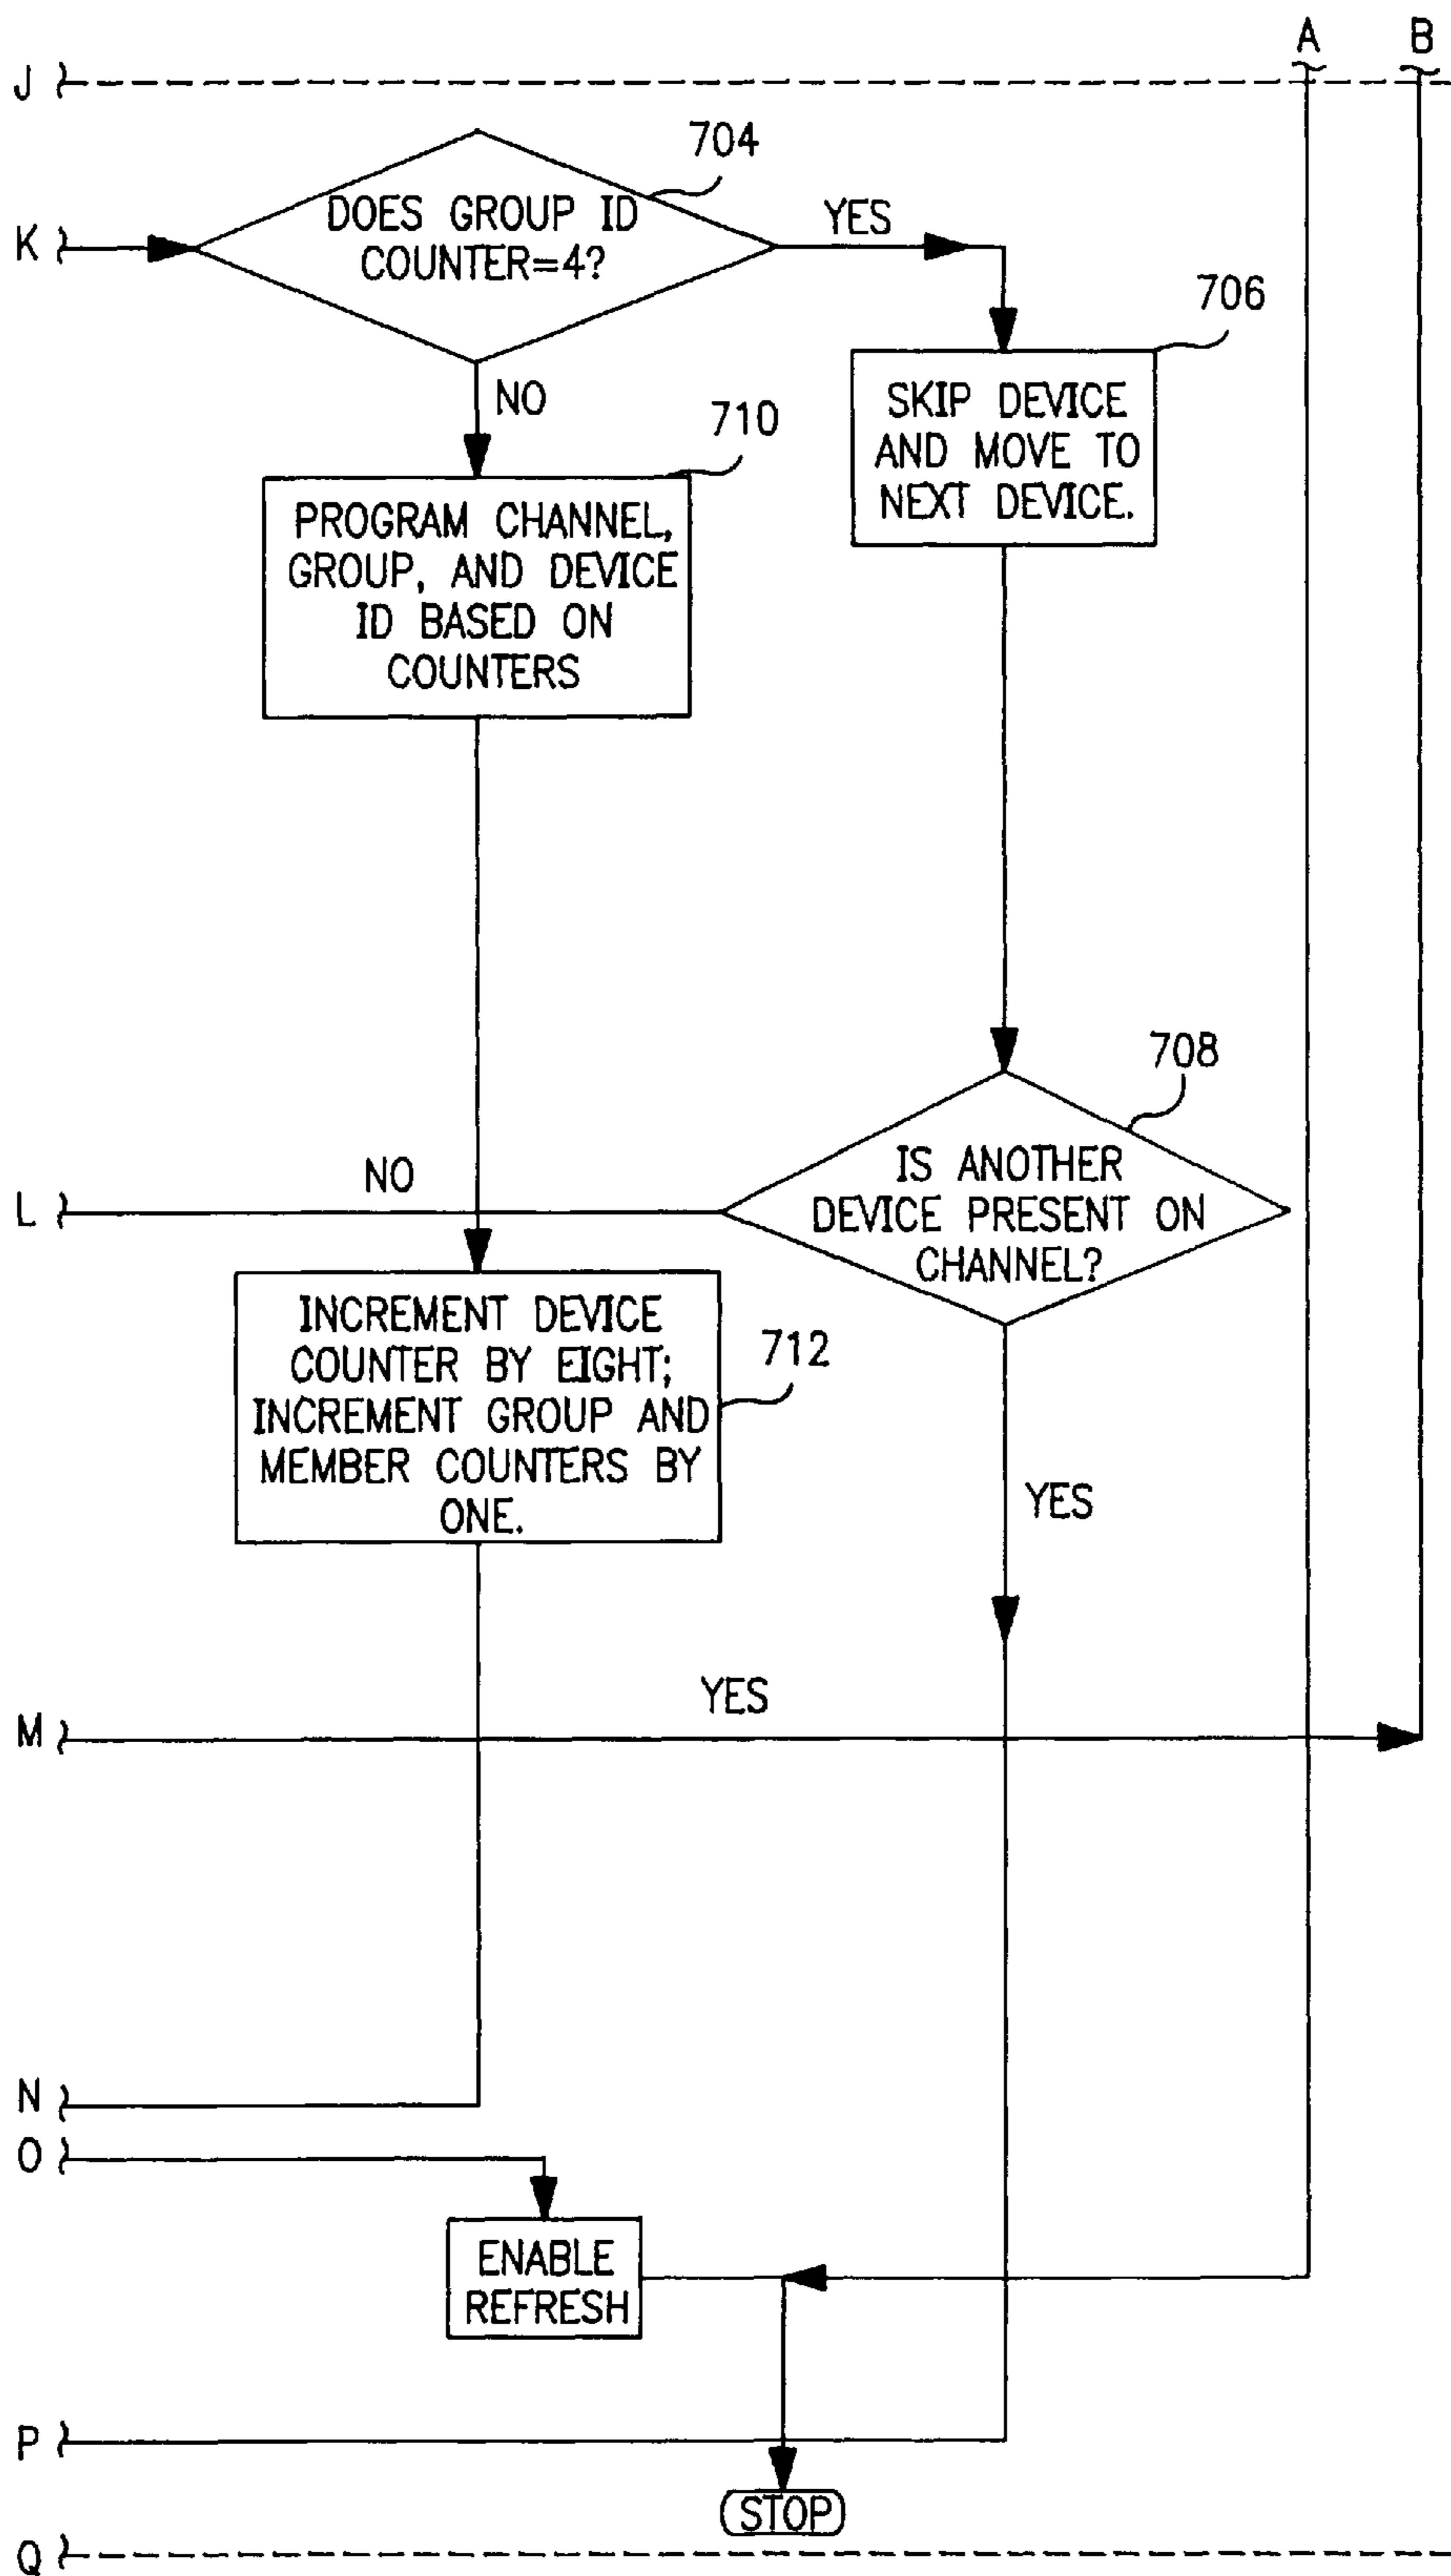 A B
J
704
DOES GROUP ID
COUNTER=4?
K
YES
706
SKIP DEVICE
AND MOVE TO
NEXT DEVICE.
NO
710
PROGRAM CHANNEL,
GROUP, AND DEVICE
ID BASED ON
COUNTERS
708
IS ANOTHER
DEVICE PRESENT ON
CHANNEL?
NO
L
INCREMENT DEVICE
COUNTER BY EIGHT;
INCREMENT GROUP AND
MEMBER COUNTERS BY
ONE.
712
YES
YES
M
N
O
ENABLE
REFRESH
P
STOP
Q